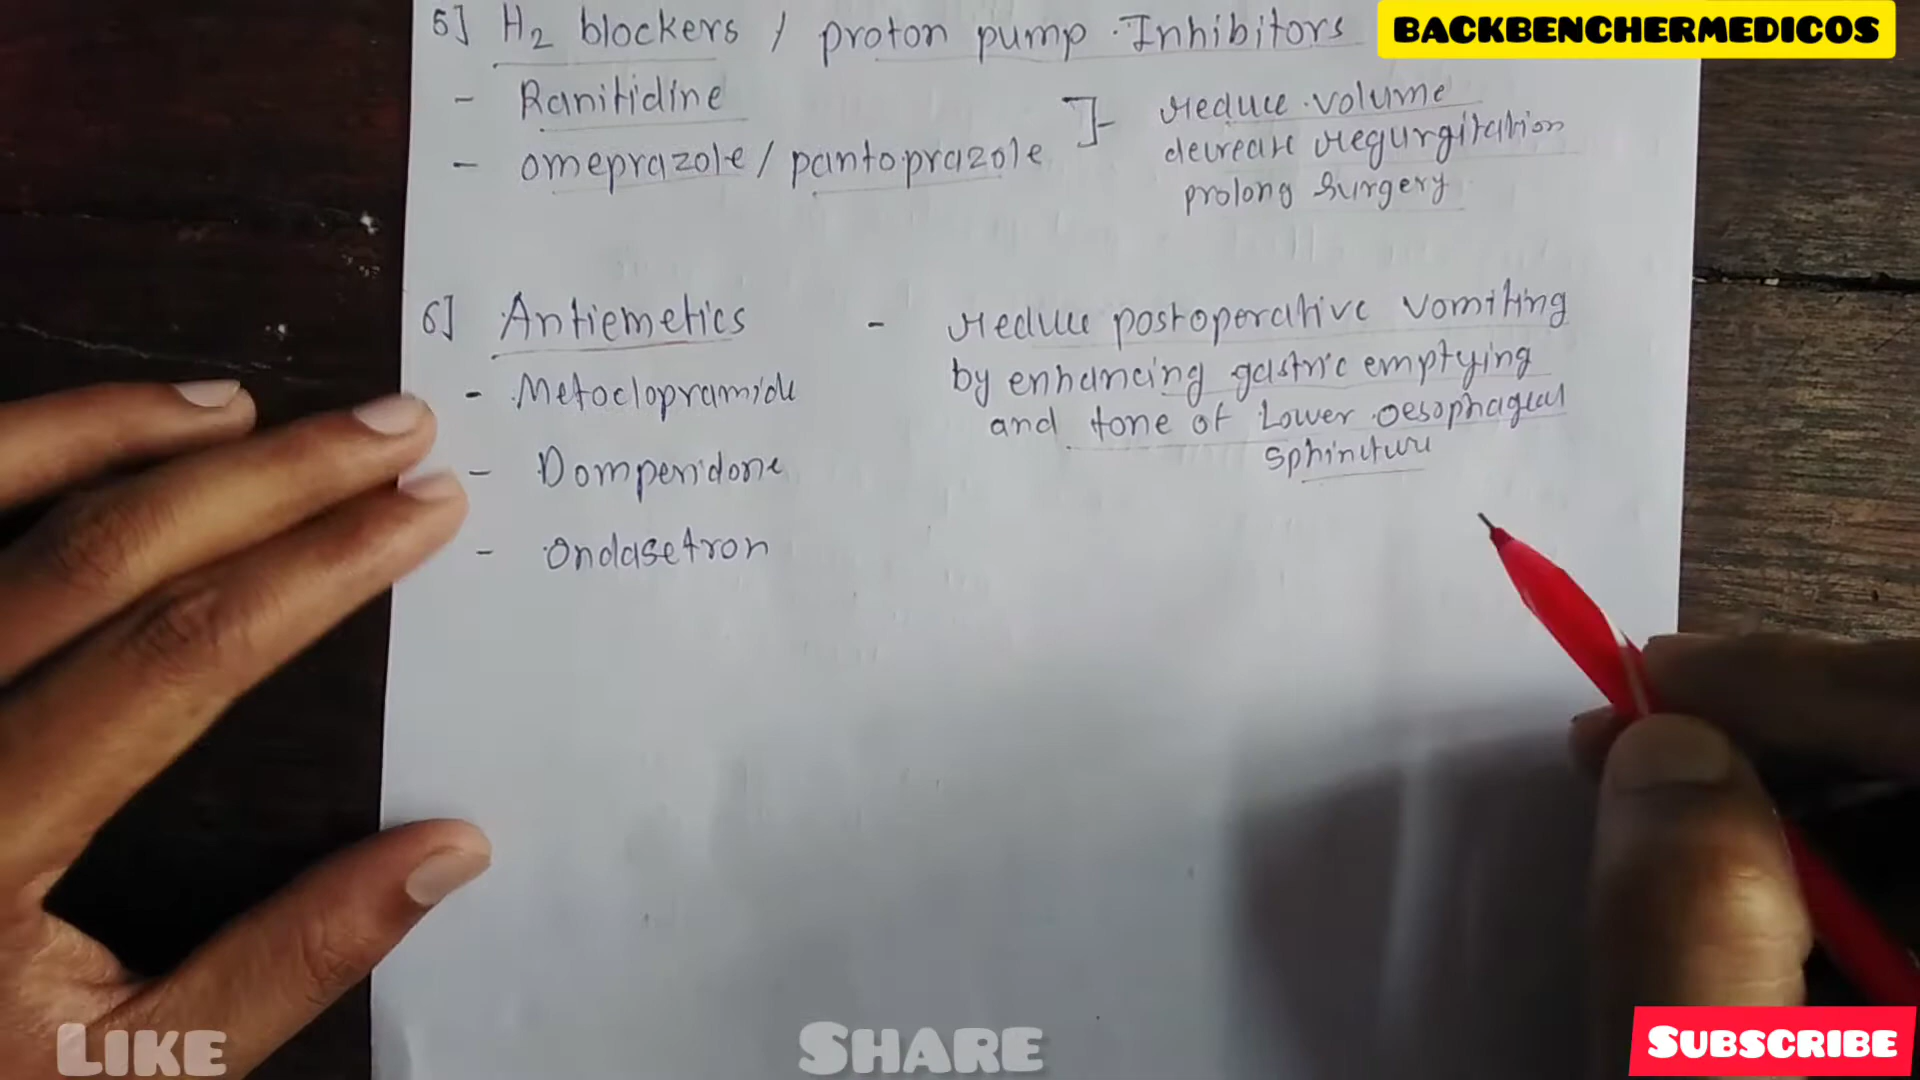 BACKBENCHERMEDICOS
5] H2 blockers / proton pump Inhibitors
- Ranitidine
- omeprazole / pantoprazole
]- reduce volume
decrease regurgitation
prolong surgery
6] Antiemetics - reduce postoperative vomiting
by enhancing gastric emptying
and tone of Lower oesophageal
sphincture
- Metoclopramide
- Domperidone
- Ondasetron
LIKE
SHARE
SUBSCRIBE